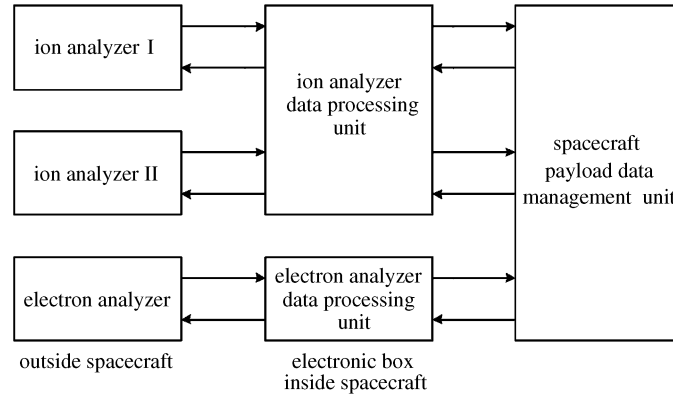 ion analyzer I
ion analyzer
data processing
unit
ion analyzer II
spacecraft
payload data
management unit
electron analyzer
electron analyzer
data processing
unit
outside spacecraft
electronic box
inside spacecraft